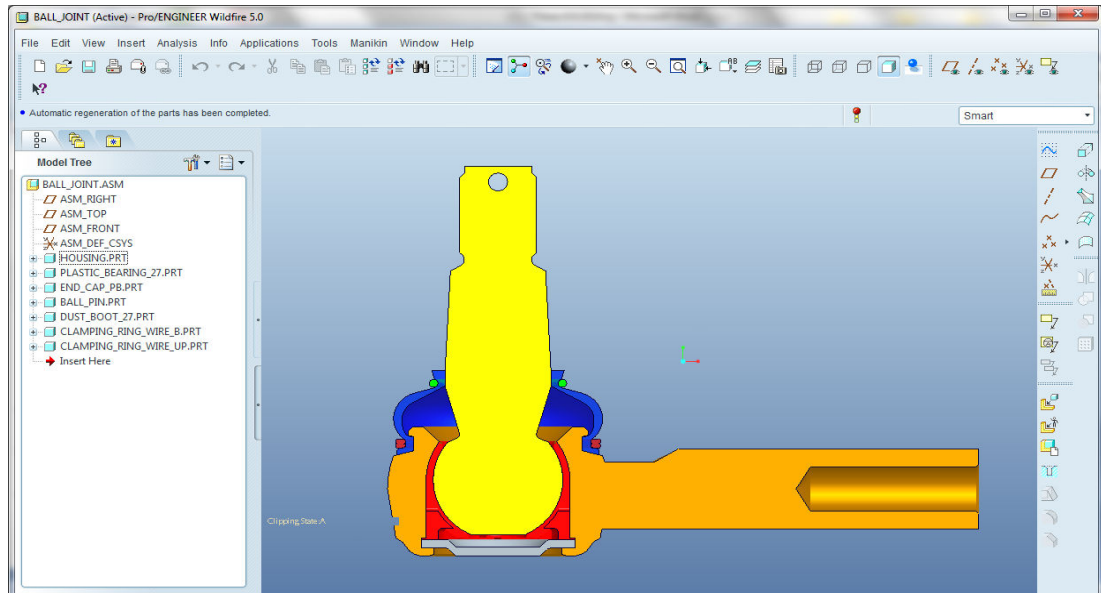 BALL_JOINT (Active) - Pro/ENGINEER Wildfire 5.0
File Edit View Insert Analysis Info Applications Tools Manikin Window Help
• Automatic regeneration of the parts has been completed.
Smart
Model Tree
BALL_JOINT.ASM
ASM_RIGHT
ASM_TOP
ASM_FRONT
ASM_DEF_CSYS
HOUSING.PRT
PLASTIC_BEARING_27.PRT
END_CAP_PB.PRT
BALL_PIN.PRT
DUST_BOOT_27.PRT
CLAMPING_RING_WIRE_B.PRT
CLAMPING_RING_WIRE_UP.PRT
Insert Here
Clipping State:A